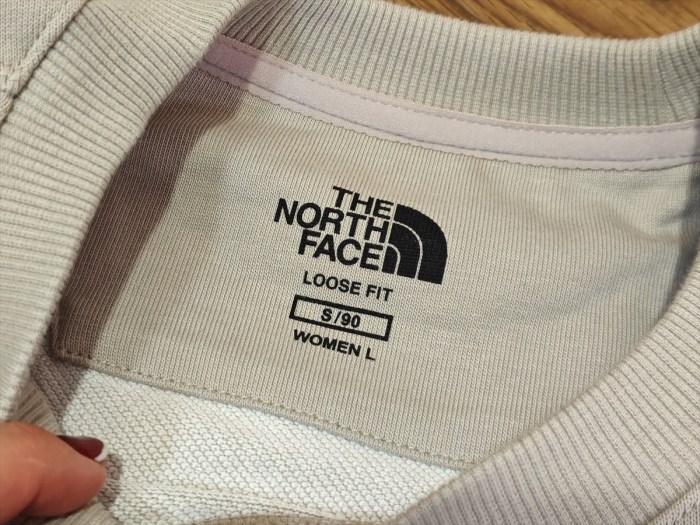 THE
NORTH
FACE
LOOSE FIT
S/90
WOMEN L